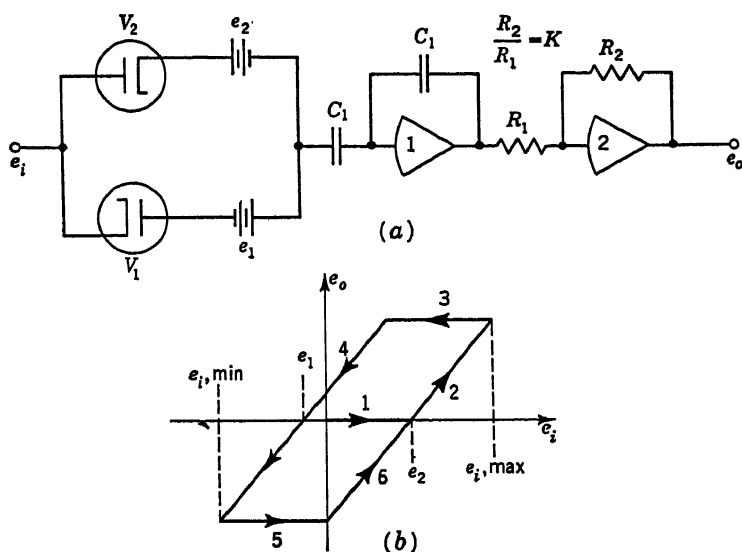 V₂
e₂
C₁
C₁
R₂/R₁ = K
R₂
R₁
1
2
eᵢ
eₒ
e₁
V₁
(a)
eₒ
3
4
e₁
eᵢ, min
1
2
eᵢ
e₂
eᵢ, max
6
5
(b)